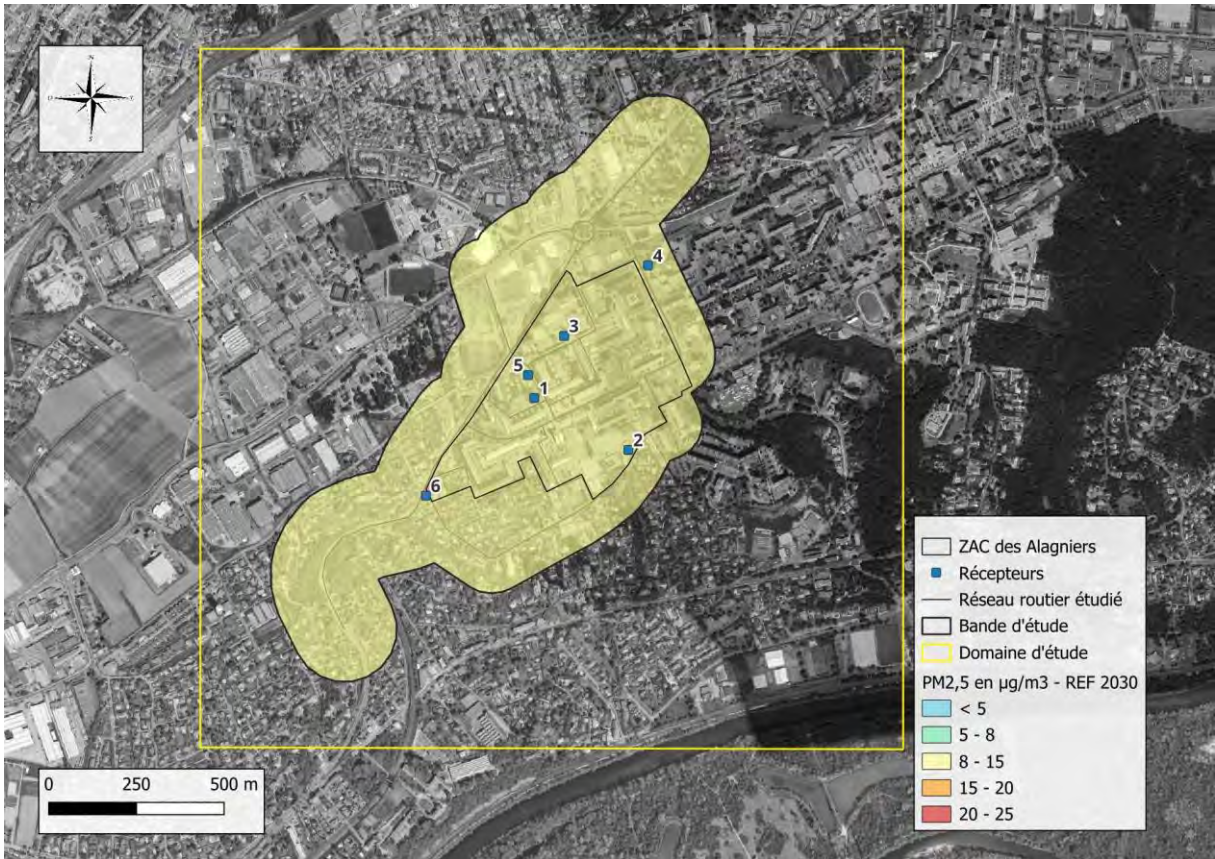 N
O
E
S
4
3
5
1
2
6
ZAC des Alagniers
Récepteurs
Réseau routier étudié
Bande d'étude
Domaine d'étude
PM2,5 en µg/m3 - REF 2030
< 5
5 - 8
8 - 15
15 - 20
20 - 25
0 250 500 m